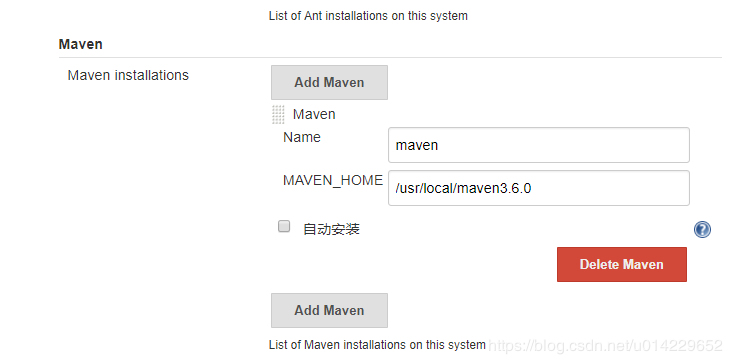 List of Ant installations on this system
Maven
Maven installations
Add Maven
Maven
Name
maven
MAVEN_HOME
/usr/local/maven3.6.0
自动安装
?
Delete Maven
Add Maven
List of Maven installations on this system
https://blog.csdn.net/u014229652